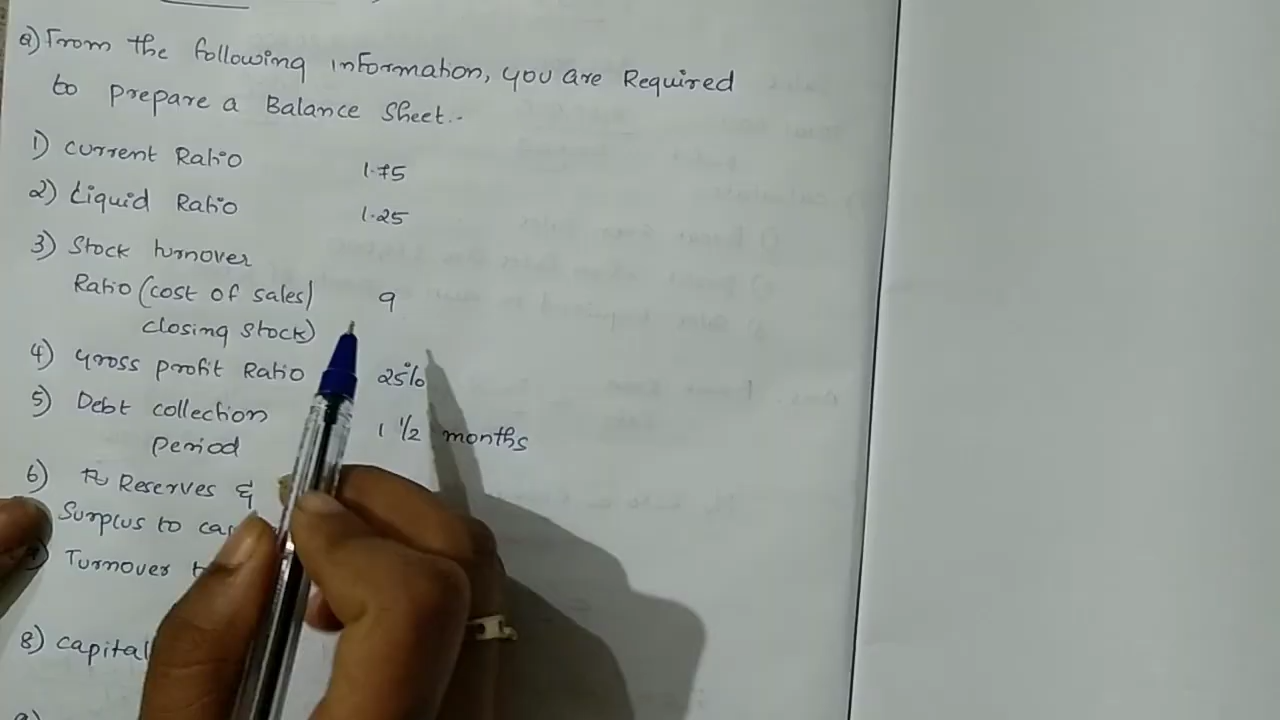 Q) From the following information, you are Required
to prepare a Balance Sheet:-
1) Current Ratio 1.75
2) Liquid Ratio 1.25
3) Stock turnover
Ratio (cost of sales/ 9
closing stock)
4) Gross profit Ratio 25%
5) Debt collection
Period 1 1/2 months
6) Reserves &
Surplus to
7) Turnover
8) capital
9)